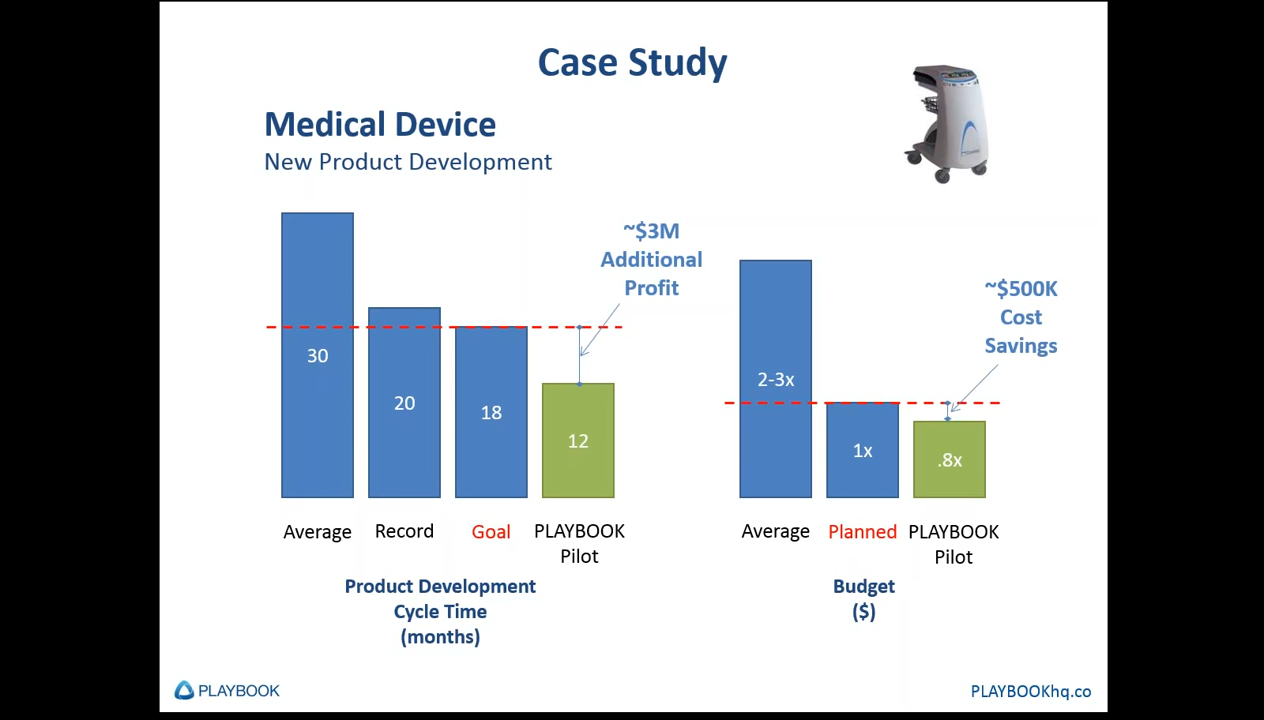 Case Study
Medical Device
New Product Development
~$3M
Additional
Profit
30
20
18
12
Average
Record
Goal
PLAYBOOK
Pilot
Product Development
Cycle Time
(months)
~$500K
Cost
Savings
2-3x
1x
.8x
Average
Planned
PLAYBOOK
Pilot
Budget
($)
PLAYBOOK
PLAYBOOKhq.co